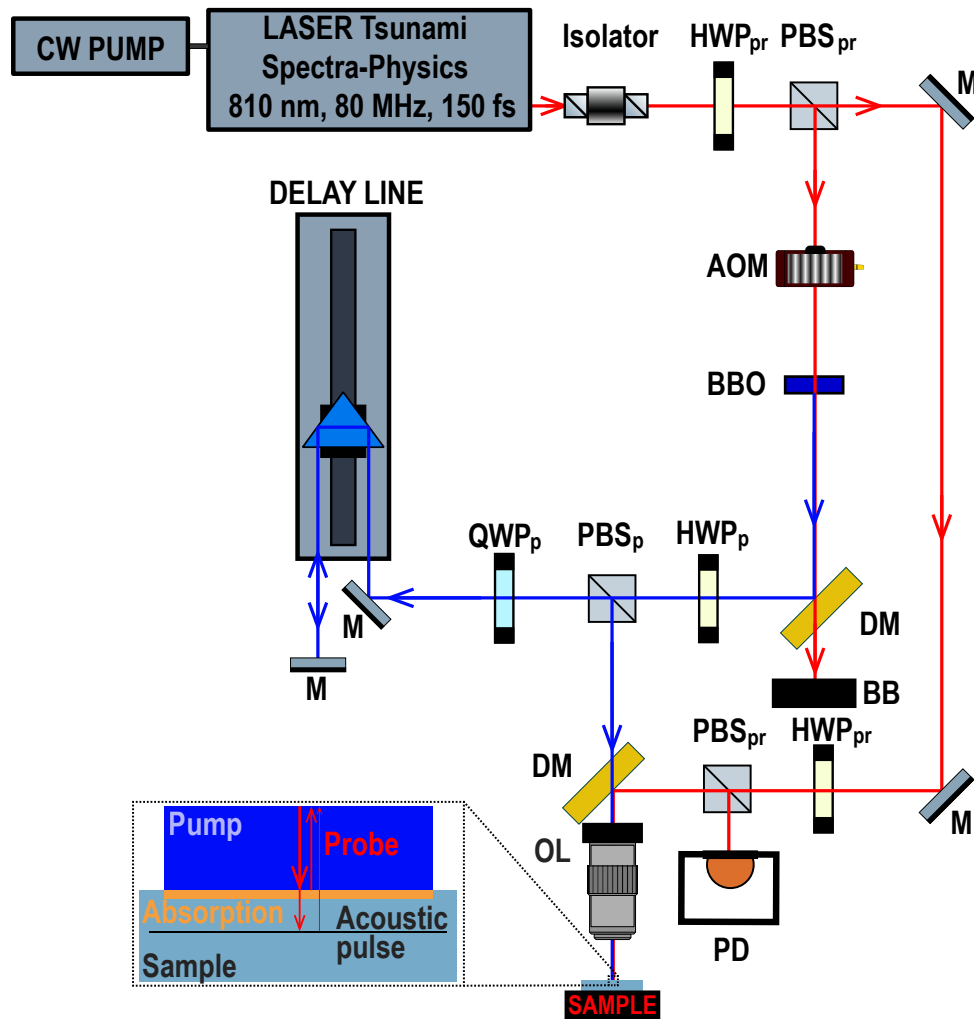 CW PUMP
LASER Tsunami
Spectra-Physics
810 nm, 80 MHz, 150 fs
Isolator
HWPpr
PBSpr
M
DELAY LINE
AOM
BBO
QWPp
PBSp
HWPp
M
M
DM
BB
PBSpr
HWPpr
DM
M
OL
PD
Pump
Probe
Absorption
Acoustic
pulse
Sample
SAMPLE